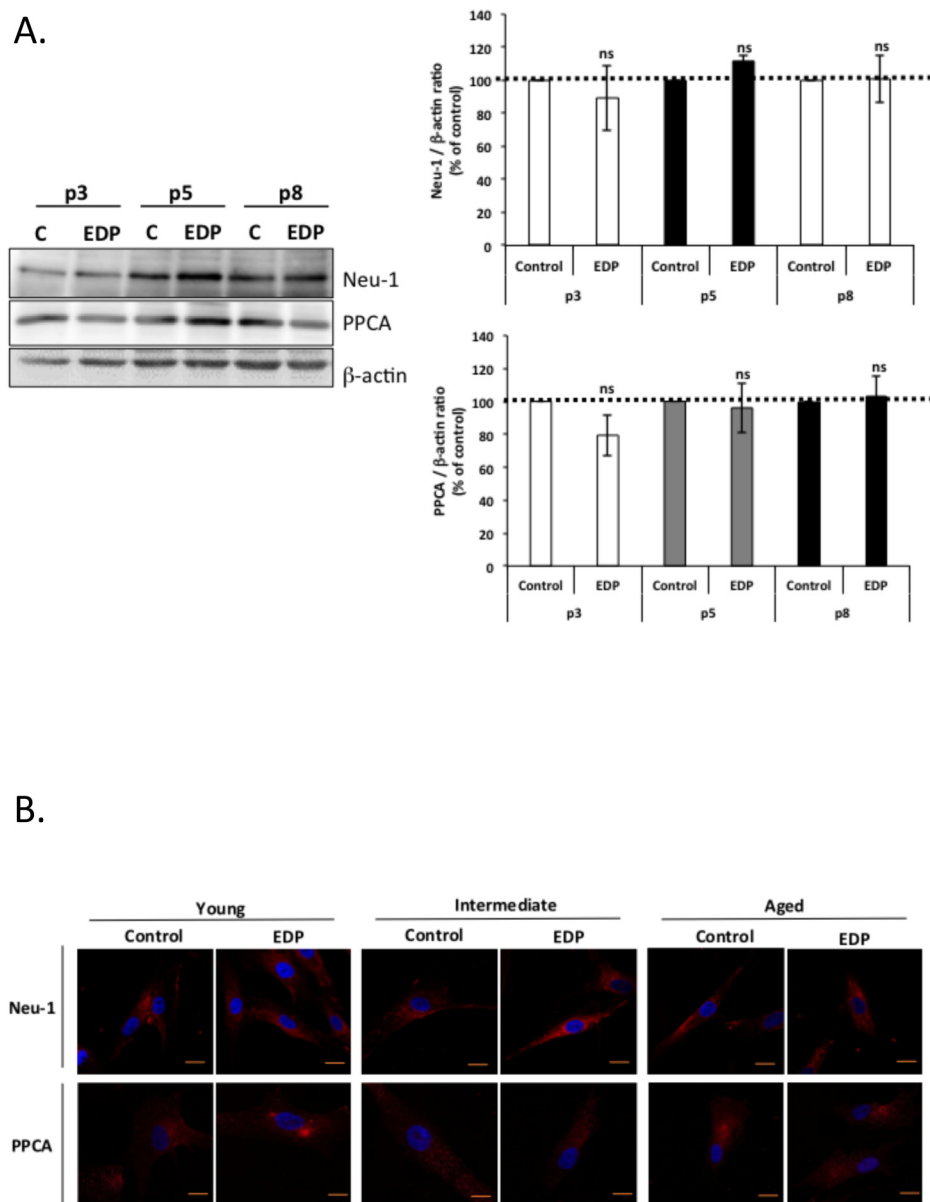 A.
p3 p5 p8
C EDP C EDP C EDP
Neu-1
PPCA
β-actin
Neu-1 / β-actin ratio
(% of control)
140
120
100
80
60
40
20
0
ns ns ns
Control EDP Control EDP Control EDP
p3 p5 p8
PPCA / β-actin ratio
(% of control)
140
120
100
80
60
40
20
0
ns ns ns
Control EDP Control EDP Control EDP
p3 p5 p8
B.
Young Intermediate Aged
Control EDP Control EDP Control EDP
Neu-1
PPCA